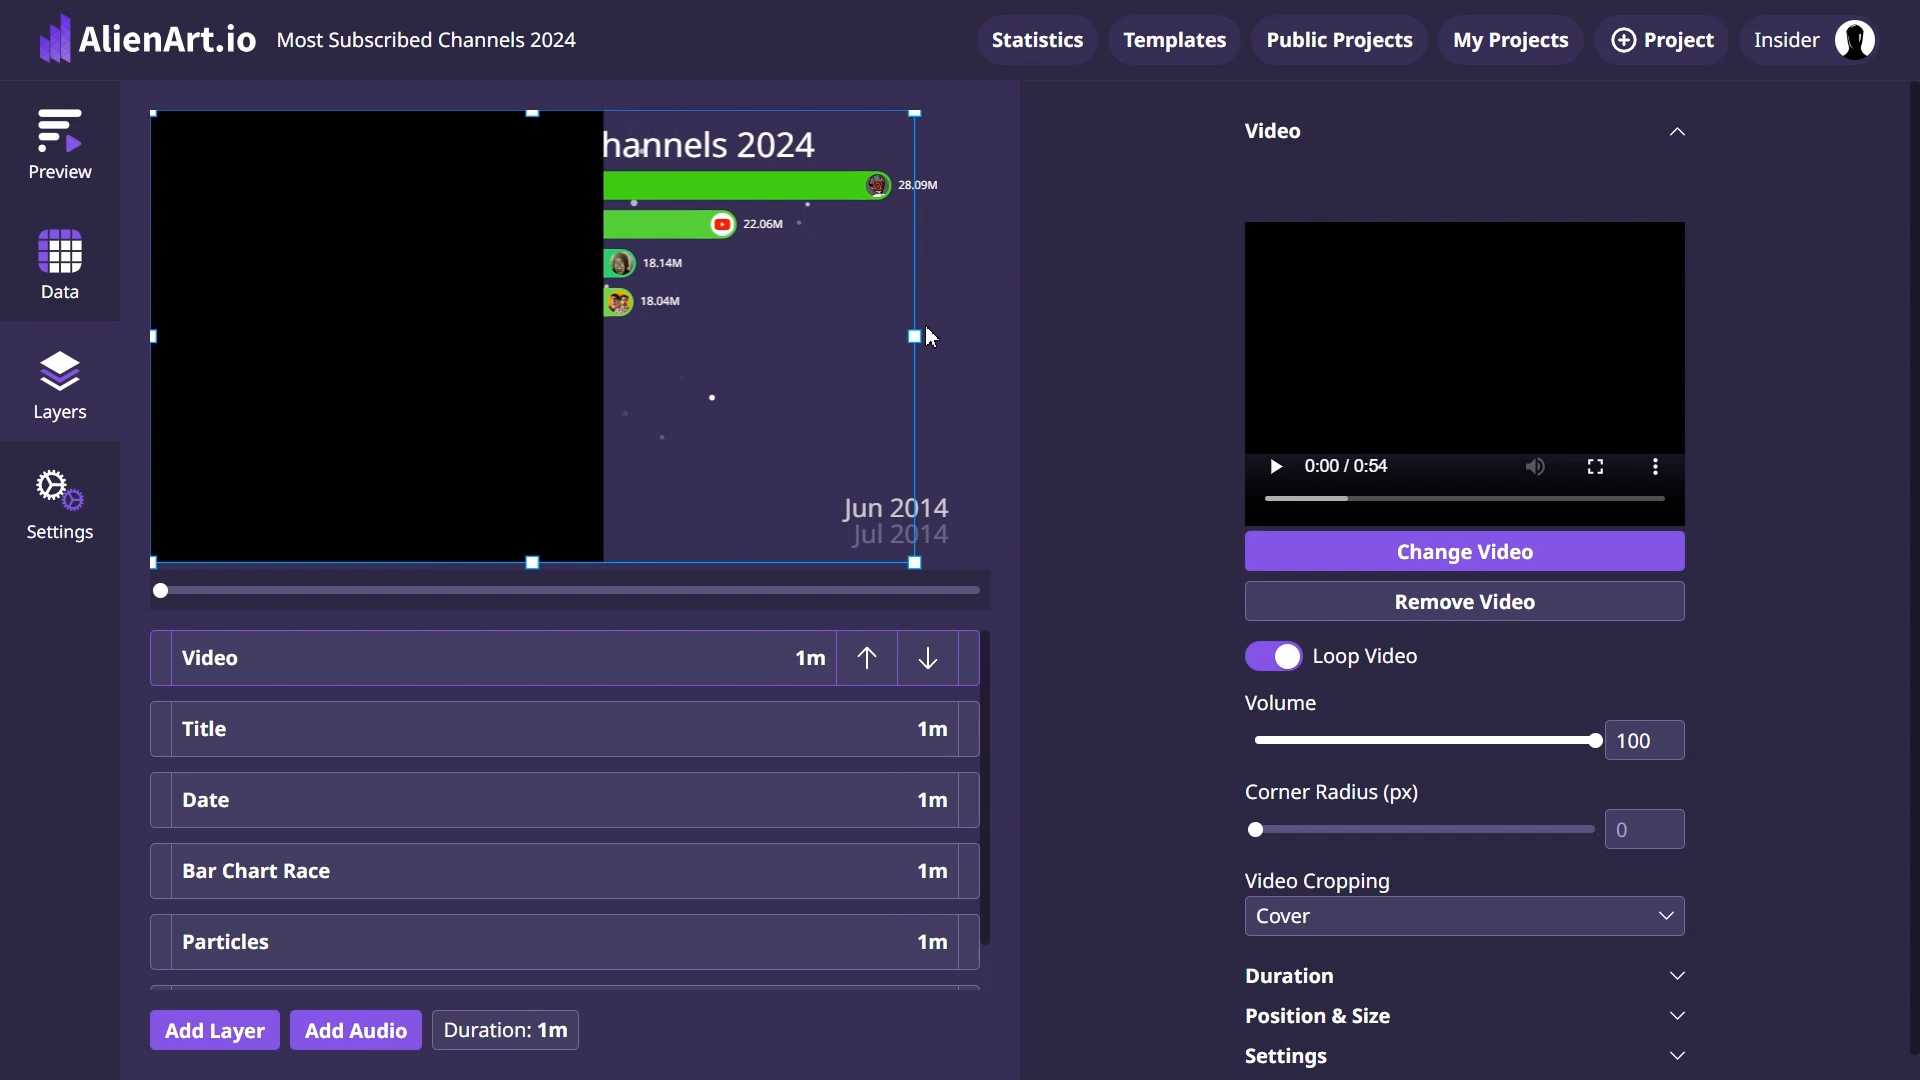 AlienArt.io
Most Subscribed Channels 2024
Statistics
Templates
Public Projects
My Projects
Project
Insider
Preview
Data
Layers
Settings
hannels 2024
28.09M
22.06M
18.14M
18.04M
Jun 2014
Jul 2014
Video 1m
Title 1m
Date 1m
Bar Chart Race 1m
Particles 1m
Add Layer
Add Audio
Duration: 1m
Video
0:00 / 0:54
Change Video
Remove Video
Loop Video
Volume
100
Corner Radius (px)
0
Video Cropping
Cover
Duration
Position & Size
Settings